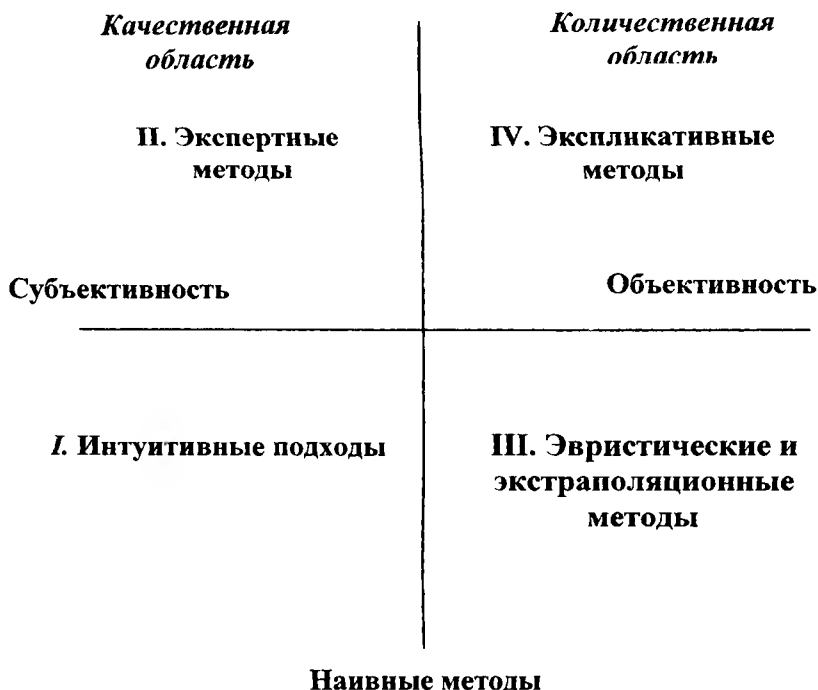 Качественная
область
Количественная
область
II. Экспертные
методы
IV. Экспликативные
методы
Субъективность
Объективность
I. Интуитивные подходы
III. Эвристические и
экстраполяционные
методы
Наивные методы